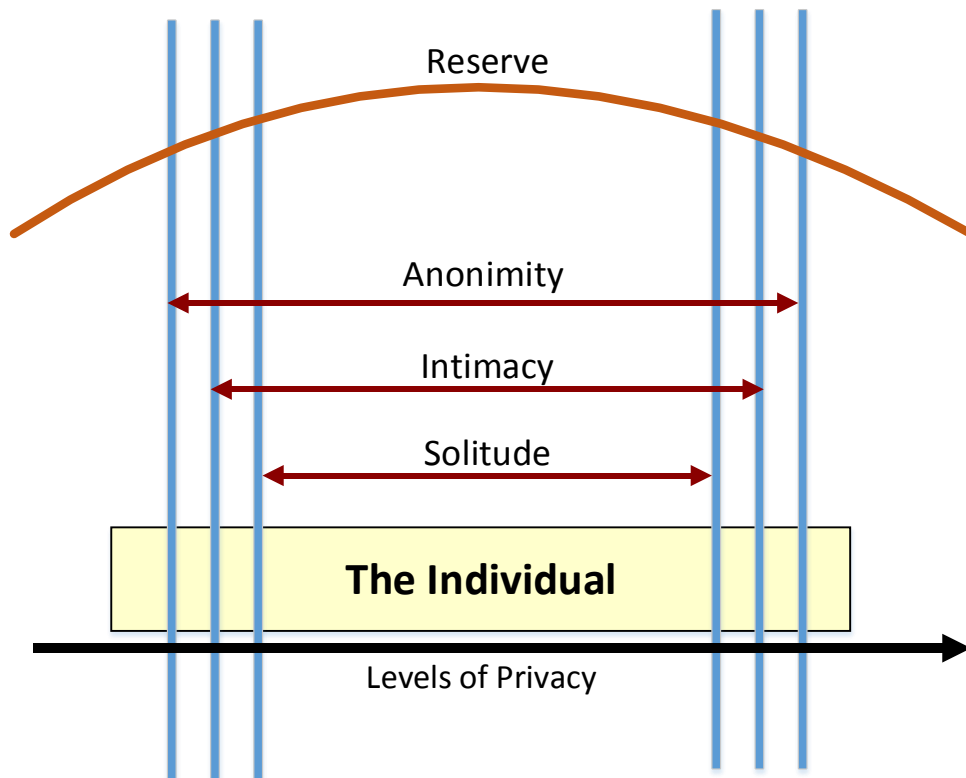 Reserve
Anonimity
Intimacy
Solitude
The Individual
Levels of Privacy